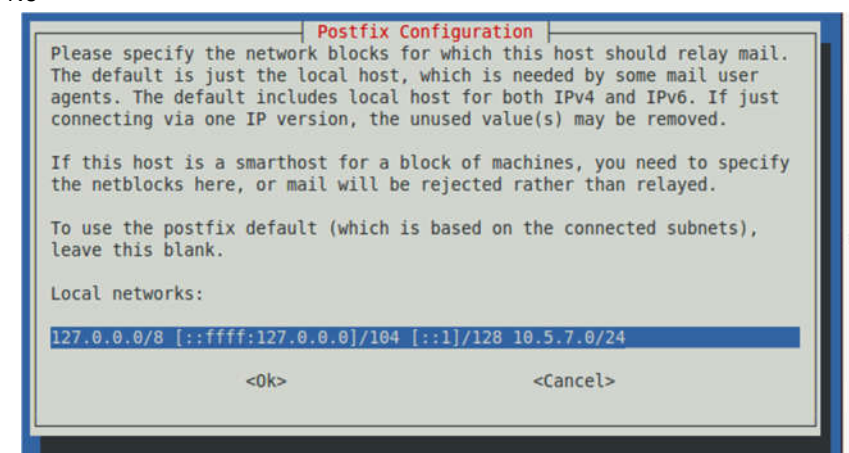 Postfix Configuration
Please specify the network blocks for which this host should relay mail.
The default is just the local host, which is needed by some mail user
agents. The default includes local host for both IPv4 and IPv6. If just
connecting via one IP version, the unused value(s) may be removed.
If this host is a smarthost for a block of machines, you need to specify
the netblocks here, or mail will be rejected rather than relayed.
To use the postfix default (which is based on the connected subnets),
leave this blank.
Local networks:
127.0.0.0/8 [::ffff:127.0.0.0]/104 [::1]/128 10.5.7.0/24
<Ok> <Cancel>